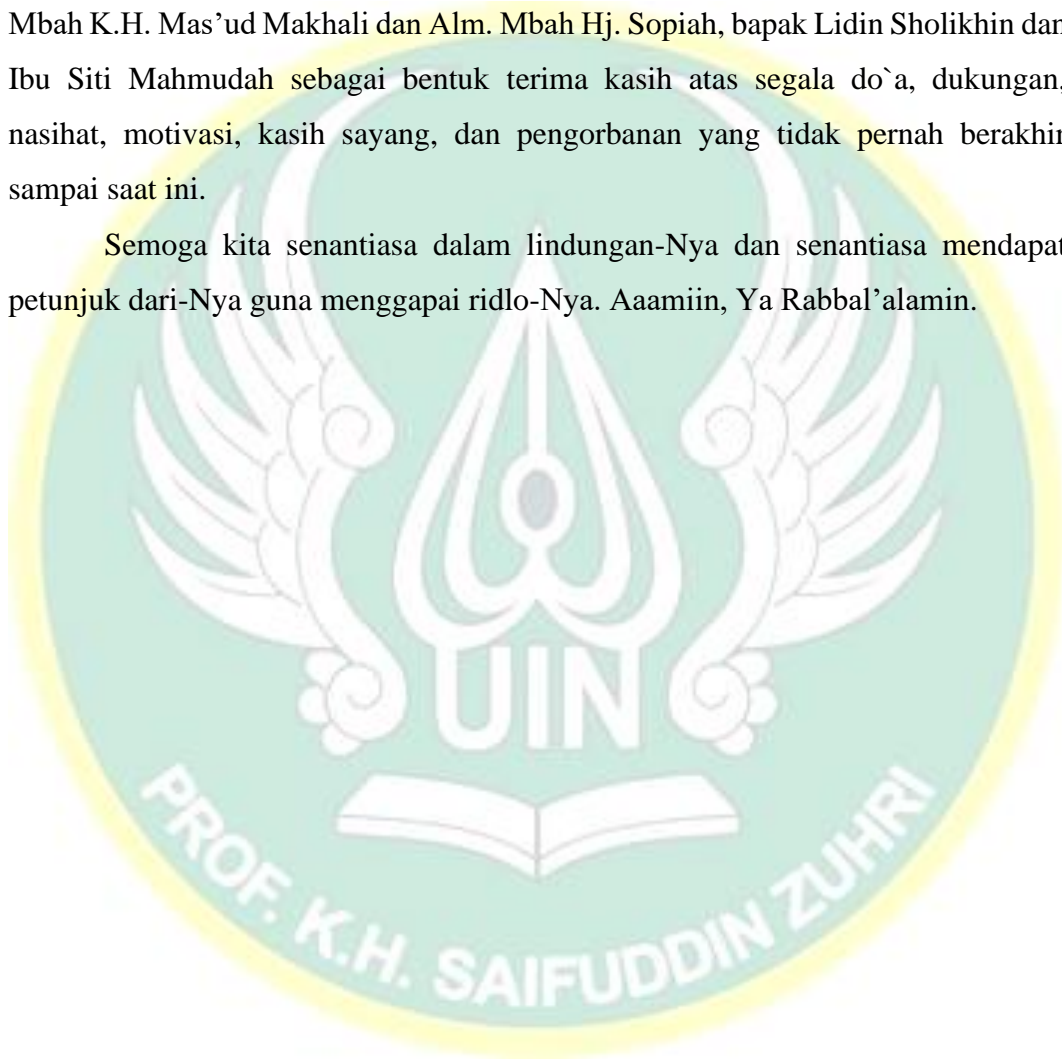 Mbah K.H. Mas’ud Makhali dan Alm. Mbah Hj. Sopiah, bapak Lidin Sholikhin dan
Ibu Siti Mahmudah sebagai bentuk terima kasih atas segala do`a, dukungan,
nasihat, motivasi, kasih sayang, dan pengorbanan yang tidak pernah berakhir
sampai saat ini.
Semoga kita senantiasa dalam lindungan-Nya dan senantiasa mendapat
petunjuk dari-Nya guna menggapai ridlo-Nya. Aaamiin, Ya Rabbal’alamin.
UIN
PROF. K.H. SAIFUDDIN ZUHRI